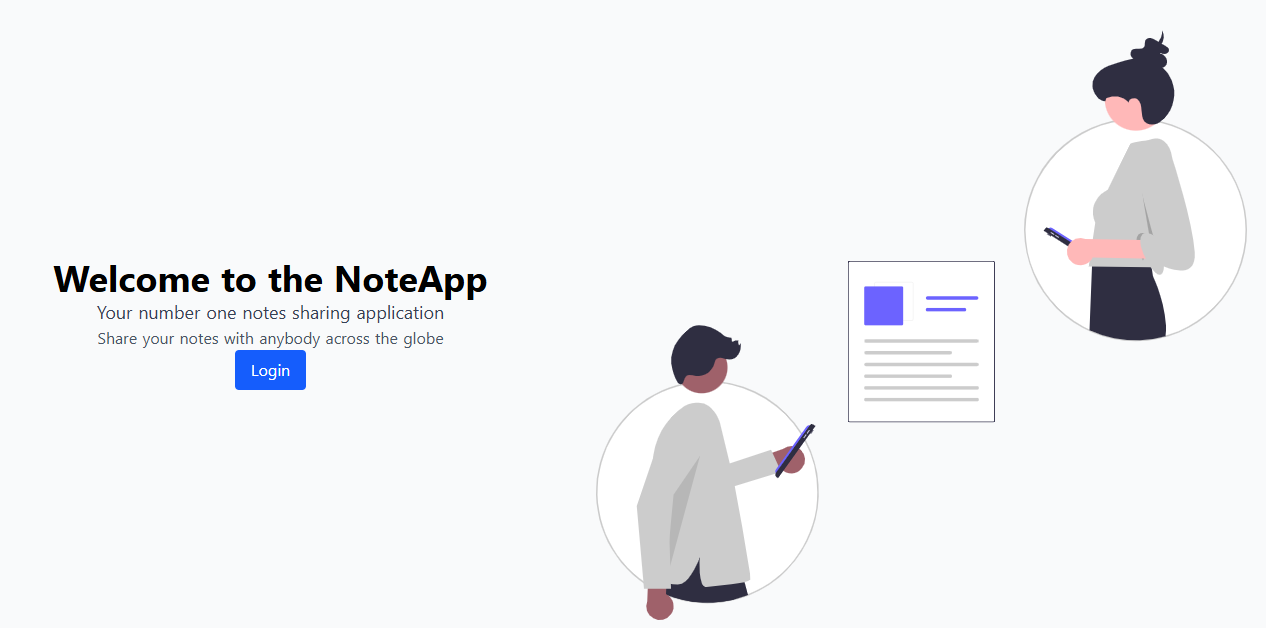 Welcome to the NoteApp
Your number one notes sharing application
Share your notes with anybody across the globe
Login